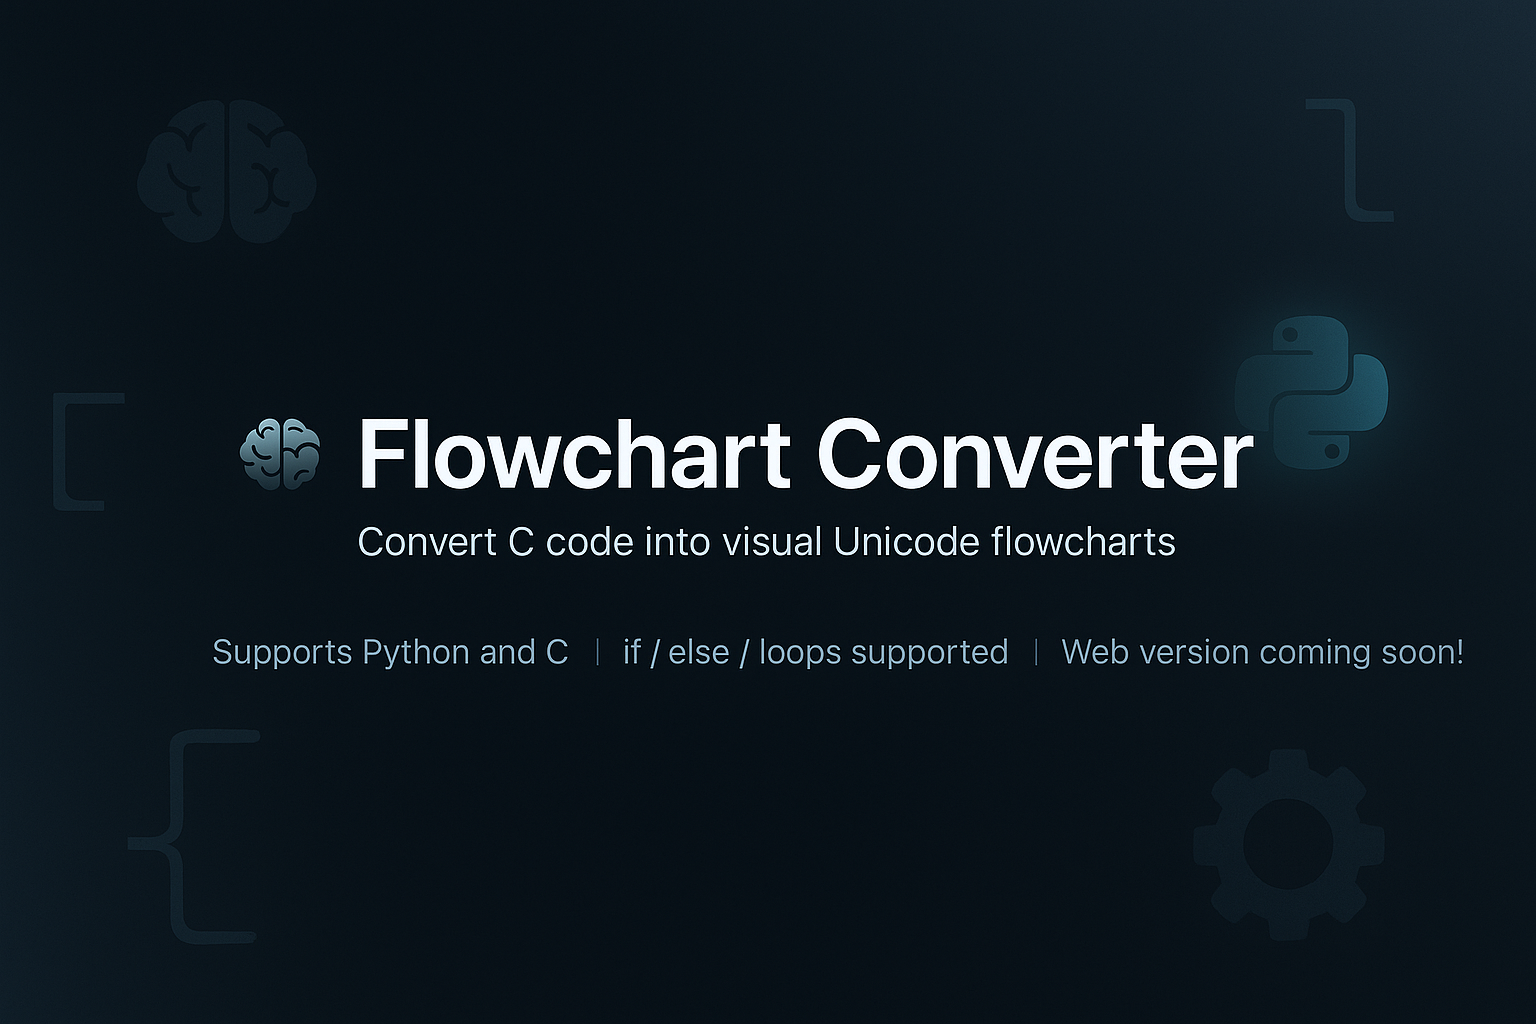 Flowchart Converter
Convert C code into visual Unicode flowcharts
Supports Python and C | if / else / loops supported | Web version coming soon!